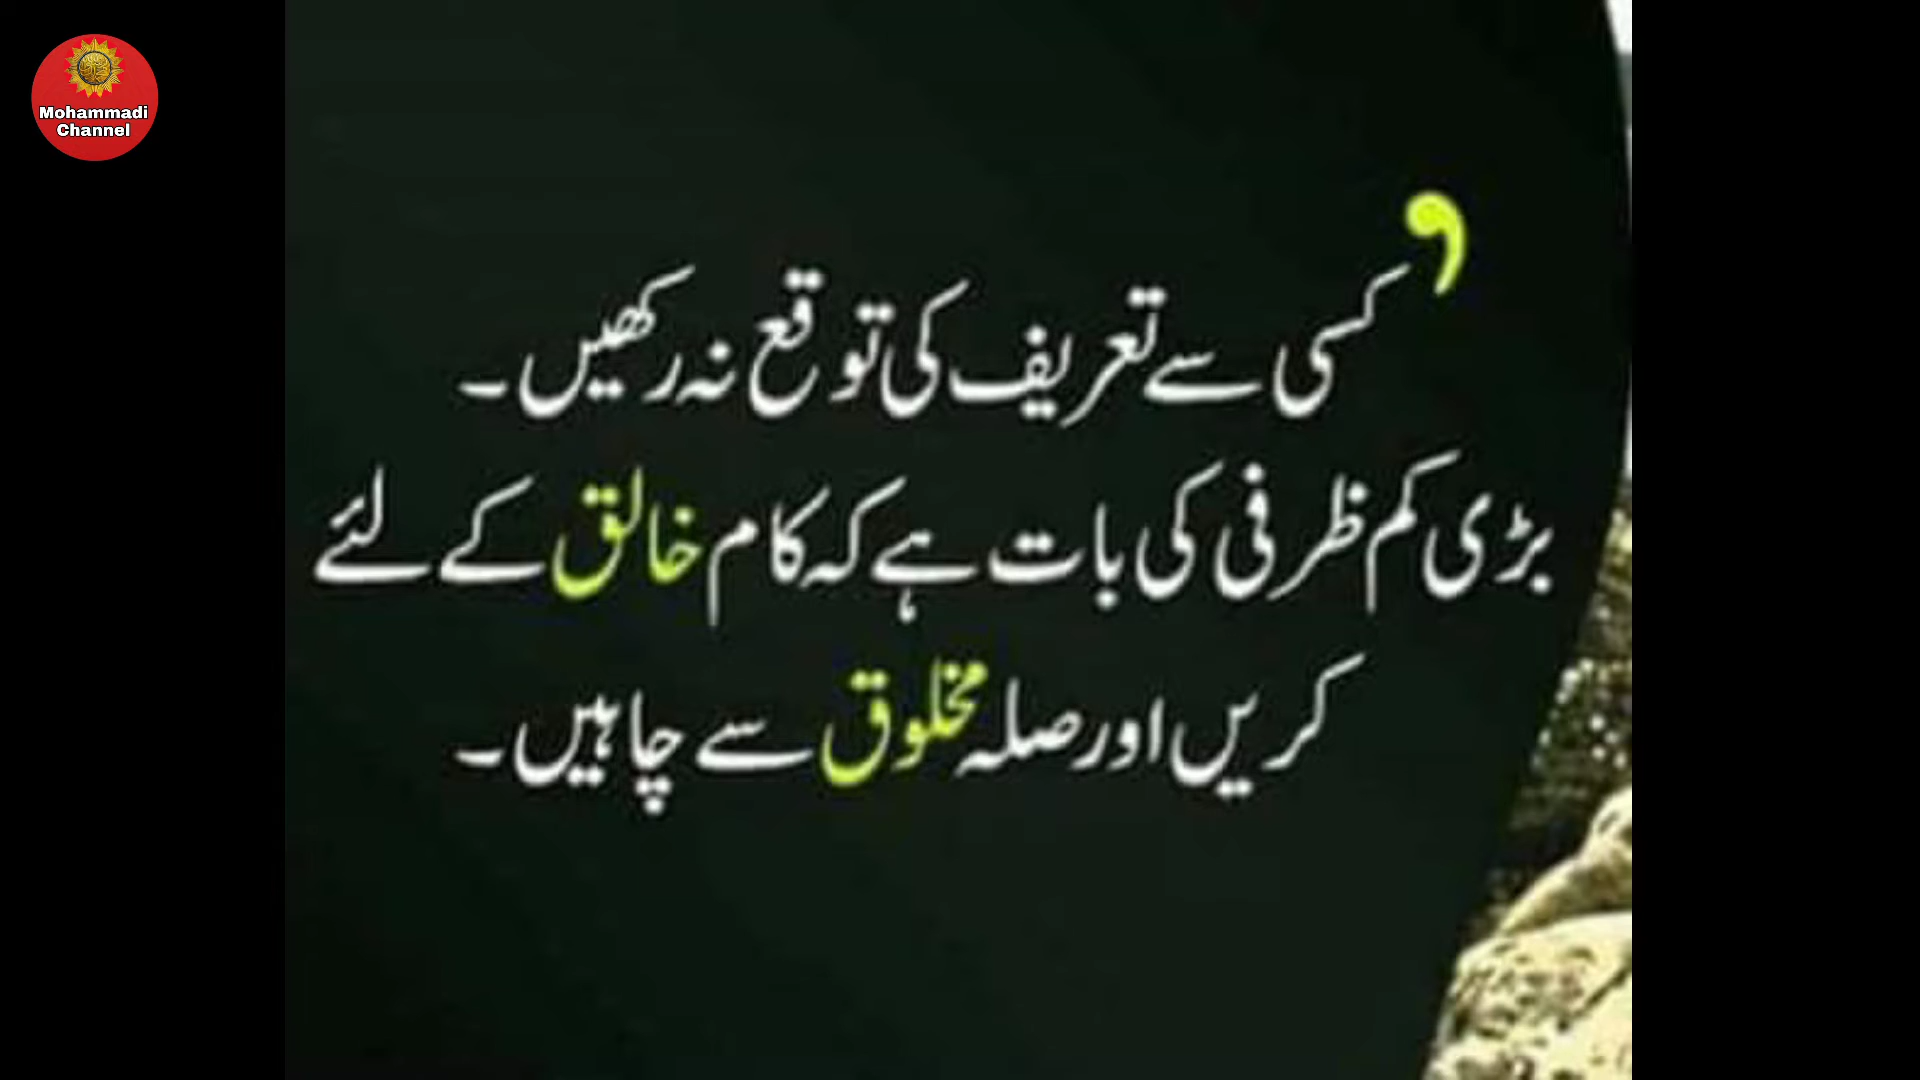 Mohammadi
Channel
،
کسی سے تعریف کی توقع نہ رکھیں۔
بڑی کم ظرفی کی بات ہے کہ کام خالق کے لئے
کریں اور صلہ مخلوق سے چاہیں۔